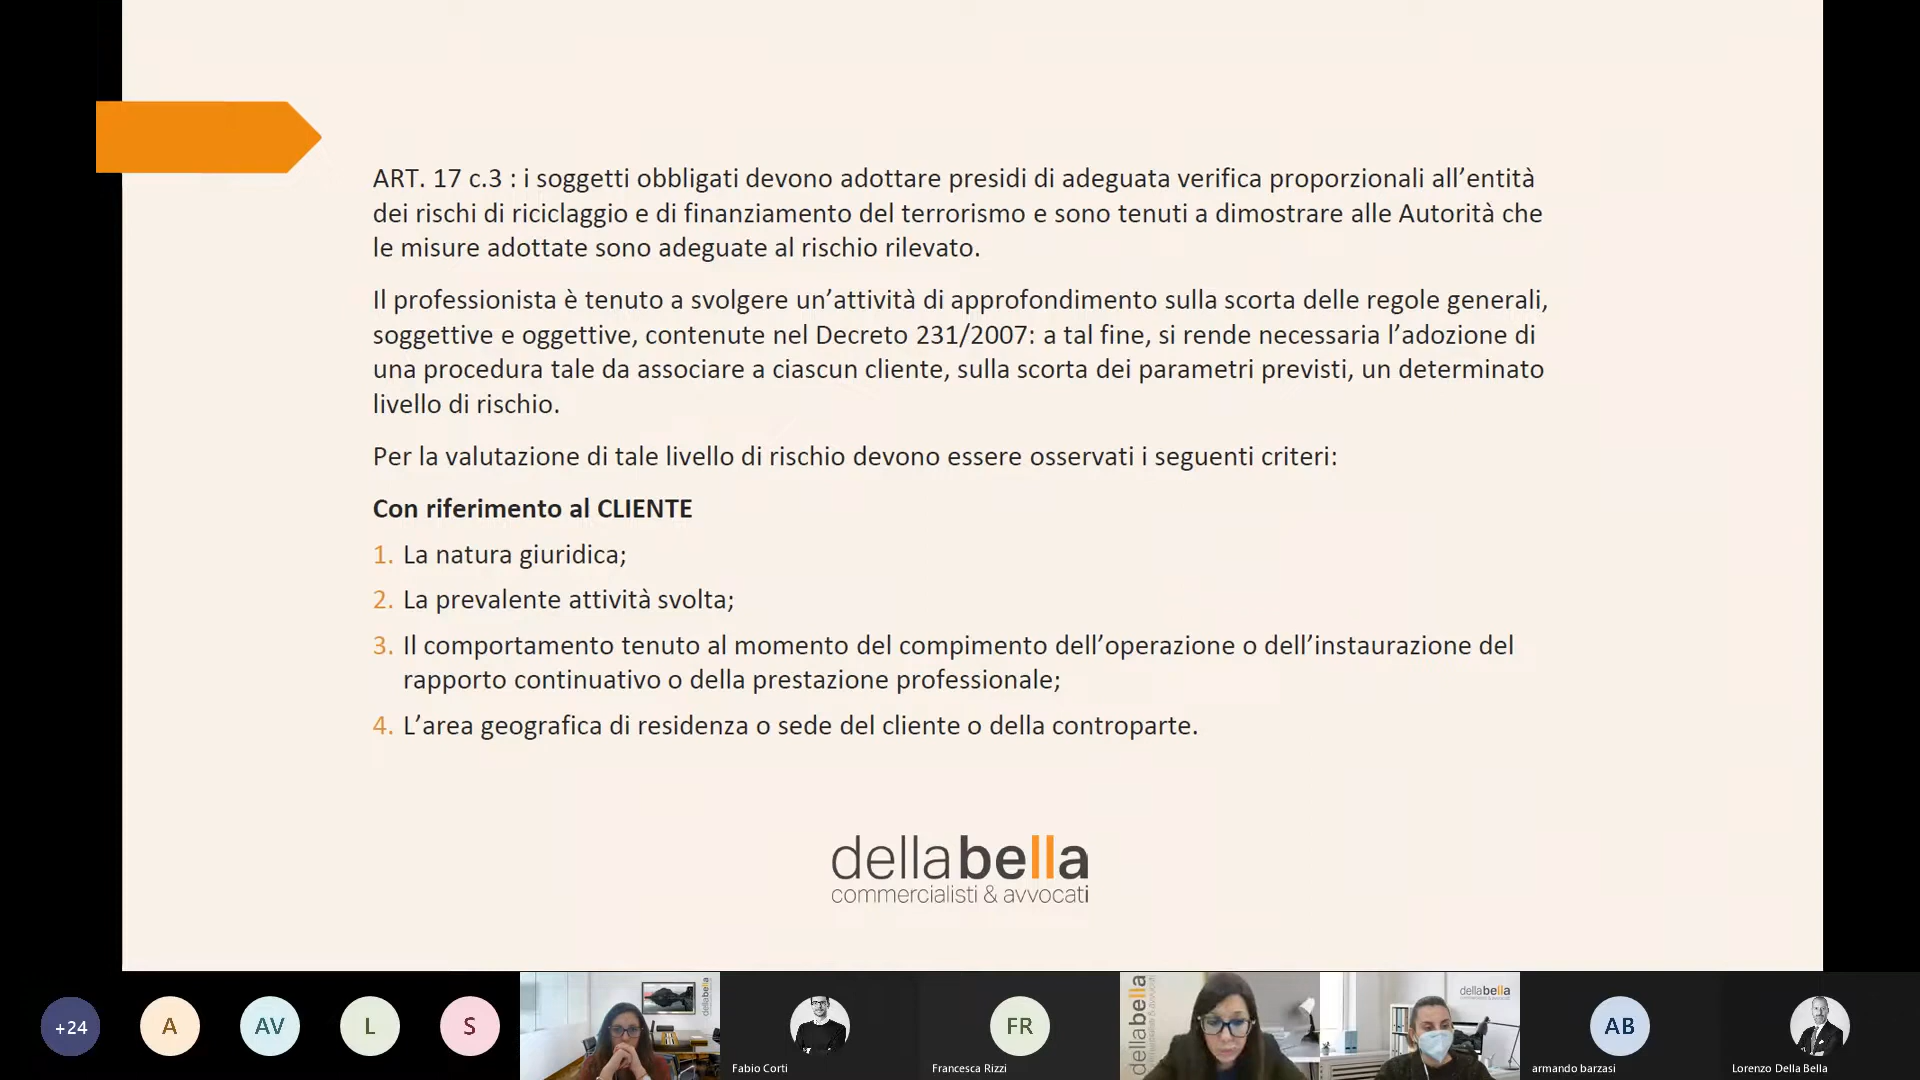 ART. 17 c.3 : i soggetti obbligati devono adottare presidi di adeguata verifica proporzionali all’entità
dei rischi di riciclaggio e di finanziamento del terrorismo e sono tenuti a dimostrare alle Autorità che
le misure adottate sono adeguate al rischio rilevato.
Il professionista è tenuto a svolgere un’attività di approfondimento sulla scorta delle regole generali,
soggettive e oggettive, contenute nel Decreto 231/2007: a tal fine, si rende necessaria l’adozione di
una procedura tale da associare a ciascun cliente, sulla scorta dei parametri previsti, un determinato
livello di rischio.
Per la valutazione di tale livello di rischio devono essere osservati i seguenti criteri:
Con riferimento al CLIENTE
1. La natura giuridica;
2. La prevalente attività svolta;
3. Il comportamento tenuto al momento del compimento dell’operazione o dell’instaurazione del
rapporto continuativo o della prestazione professionale;
4. L’area geografica di residenza o sede del cliente o della controparte.
dellabella
commercialisti & avvocati
+24
A
AV
L
S
dellabella
Fabio Corti
FR
Francesca Rizzi
dellabella
commercialisti & avvocati
dellabella
commercialisti & avvocati
AB
armando barzasi
Lorenzo Della Bella